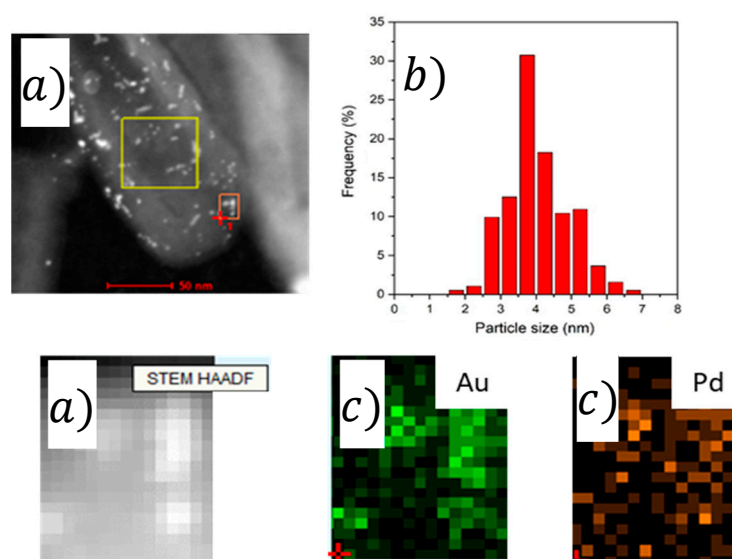 a)
50 nm
1
b)
35
30
25
20
15
10
5
0
Frequency (%)
0 1 2 3 4 5 6 7 8
Particle size (nm)
a)
STEM HAADF
c)
Au
c)
Pd